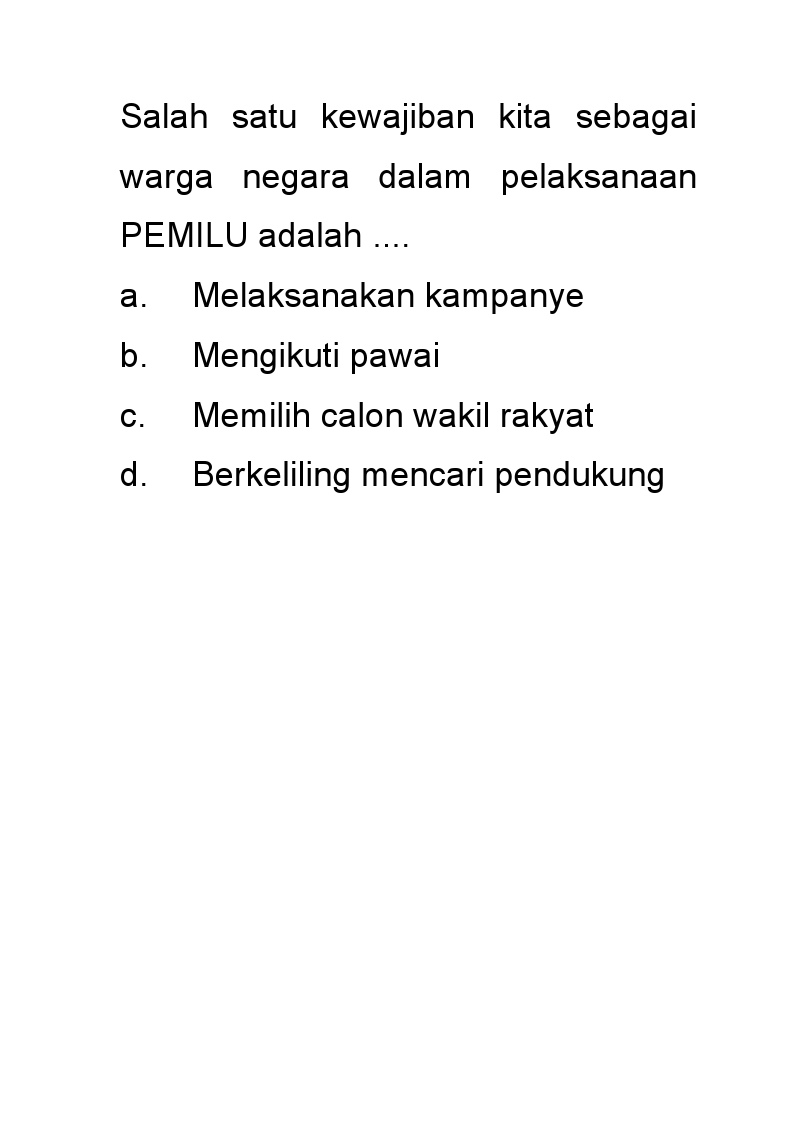 Salah satu kewajiban kita sebagai
warga negara dalam pelaksanaan
PEMILU adalah ....
a. Melaksanakan kampanye
b. Mengikuti pawai
c. Memilih calon wakil rakyat
d. Berkeliling mencari pendukung